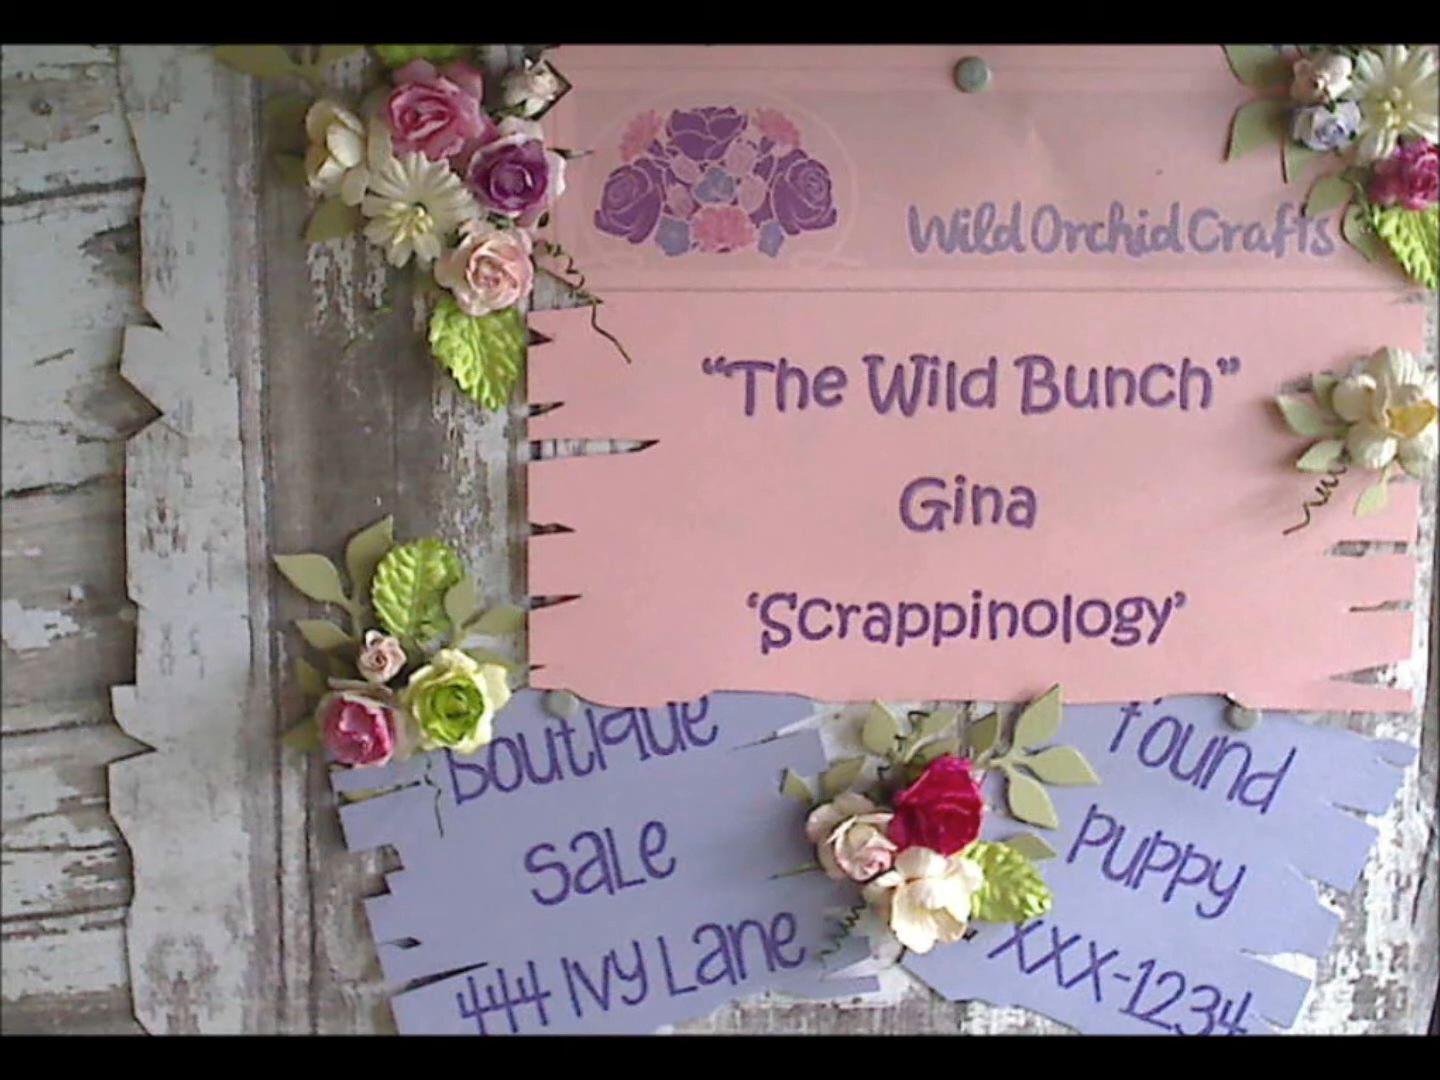 Wild Orchid Crafts
“The Wild Bunch”
Gina
‘Scrappinology’
Boutique
Sale
444 Ivy Lane
Found
Puppy
XXX-1234